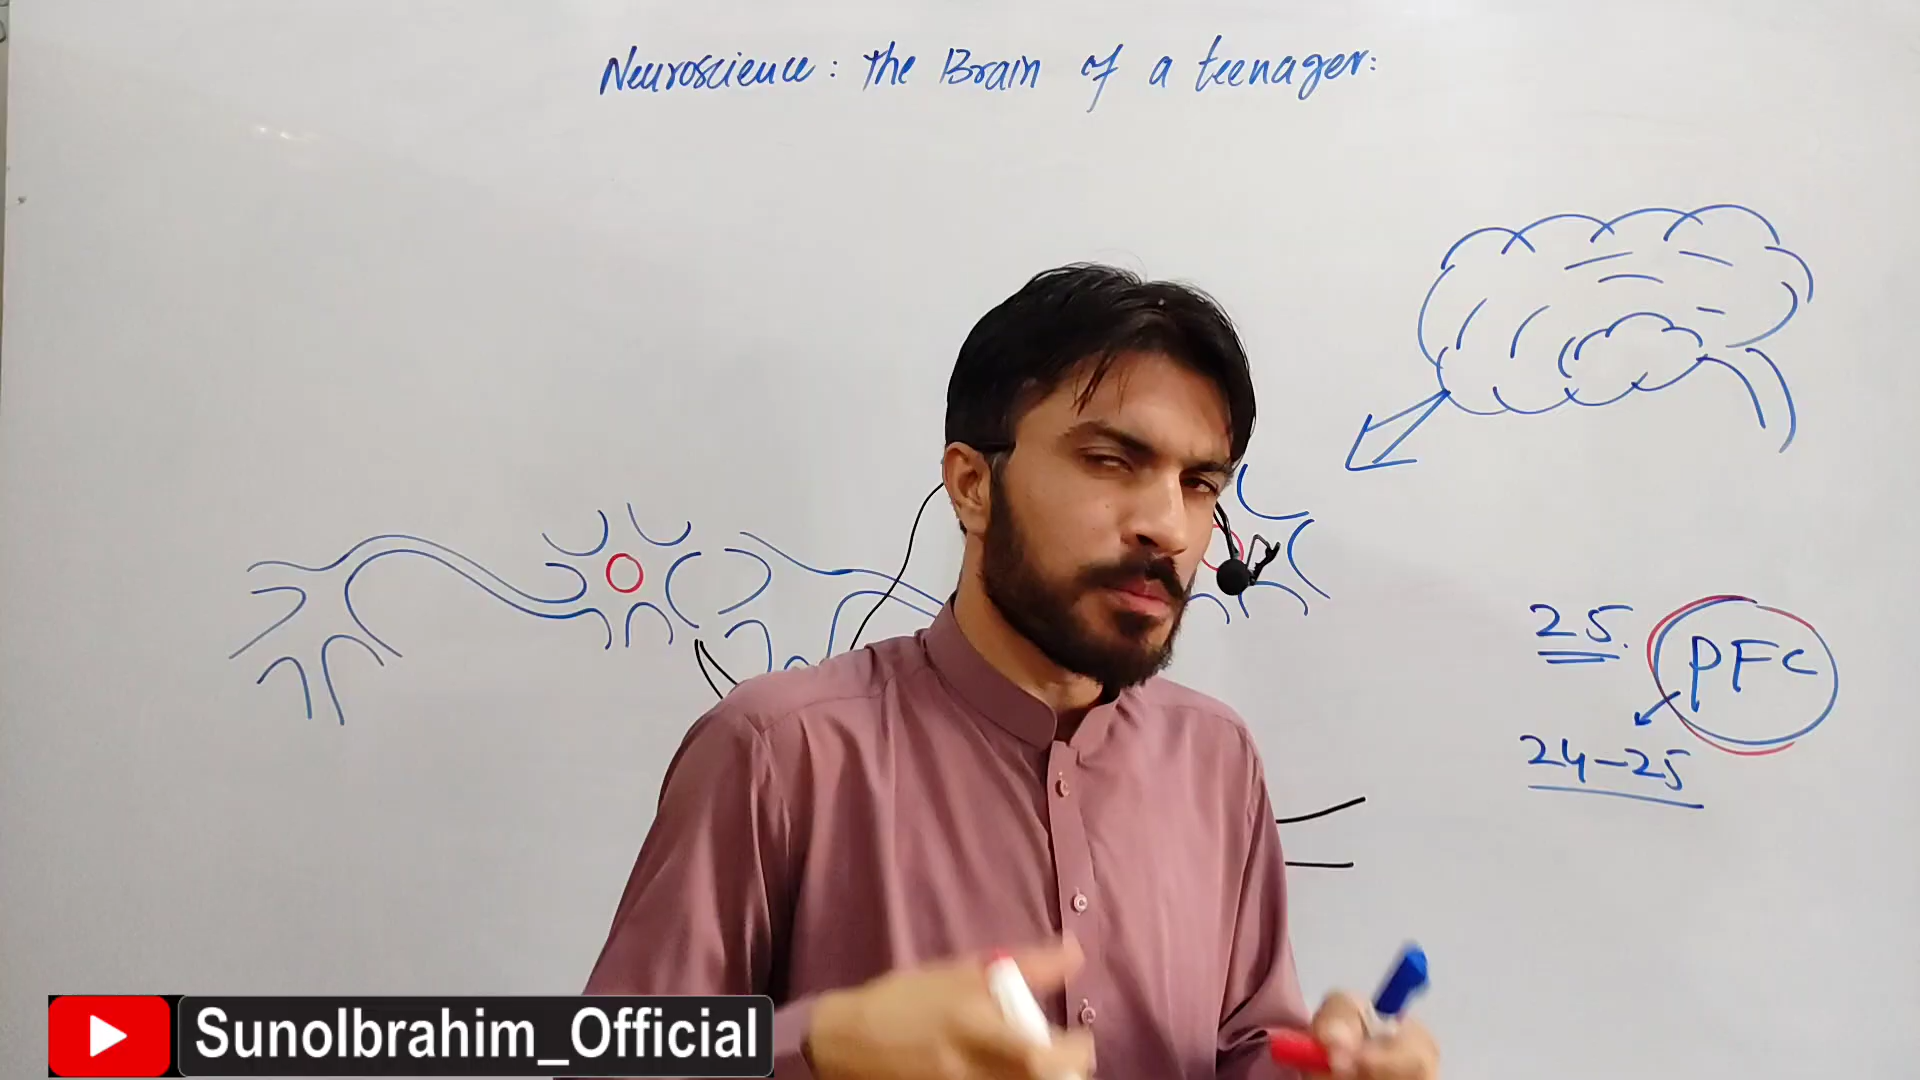 Neuroscience: the Brain of a teenager:
25.
PFC
24-25
SunoIbrahim_Official